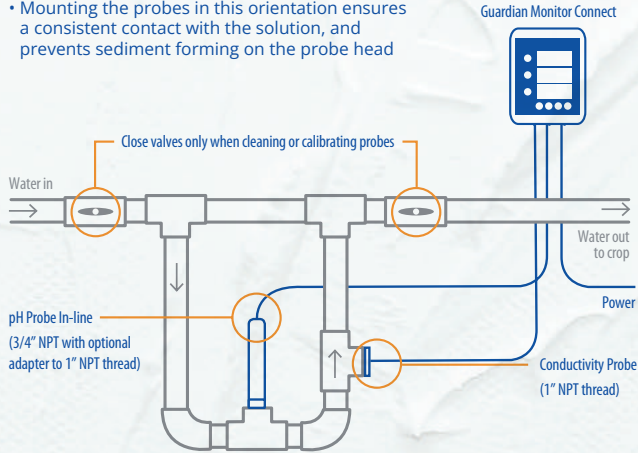 • Mounting the probes in this orientation ensures
a consistent contact with the solution, and
prevents sediment forming on the probe head
Guardian Monitor Connect
Close valves only when cleaning or calibrating probes
Water in
Water out
to crop
Power
pH Probe In-line
(3/4” NPT with optional
adapter to 1” NPT thread)
Conductivity Probe
(1” NPT thread)